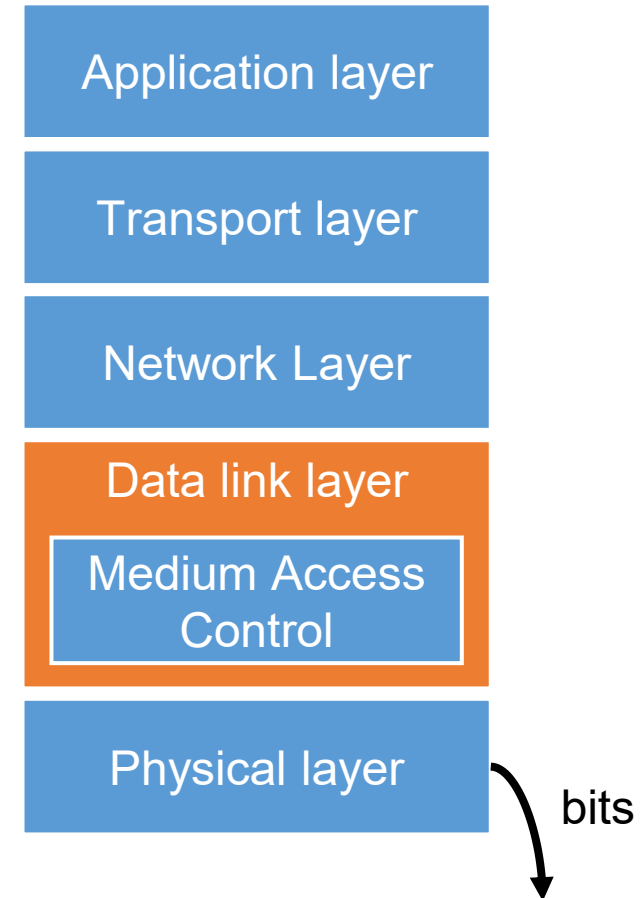 Application layer
Transport layer
Network Layer
Data link layer
Medium Access
Control
Physical layer
bits